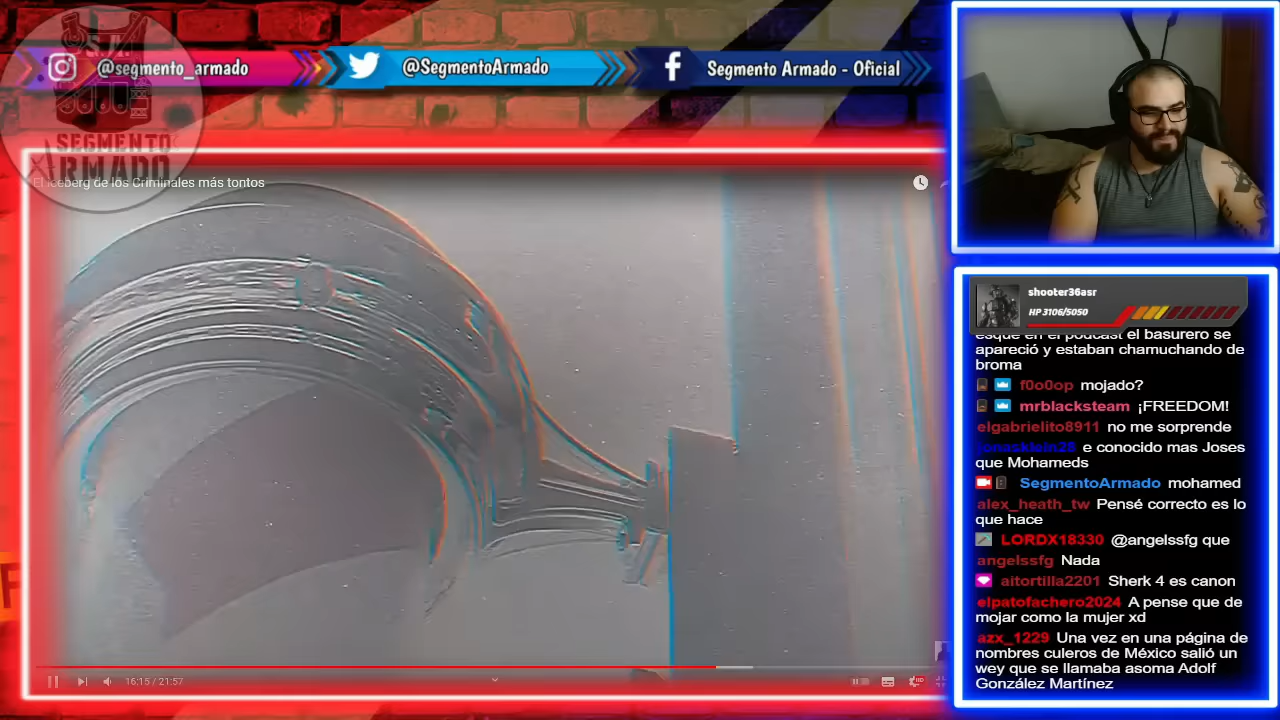 S.A.
SEGMENTO
ARMADO
@segmento_armado
@SegmentoArmado
Segmento Armado - Oficial
El Iceberg de los Criminales más tontos
16:15 / 21:57
HD
shooter36asr
HP 3106/5050
esque en el podcast el basurero se
apareció y estaban chamuchando de
broma
f0o0op mojado?
mrblacksteam ¡FREEDOM!
elgabrielito8911 no me sorprende
jonasklein28 e conocido mas Joses
que Mohameds
SegmentoArmado mohamed
alex_heath_tw Pensé correcto es lo
que hace
LORDX18330 @angelssfg que
angelssfg Nada
aitortilla2201 Sherk 4 es canon
elpatofachero2024 A pense que de
mojar como la mujer xd
azx_1229 Una vez en una página de
nombres culeros de México salió un
wey que se llamaba asoma Adolf
González Martínez